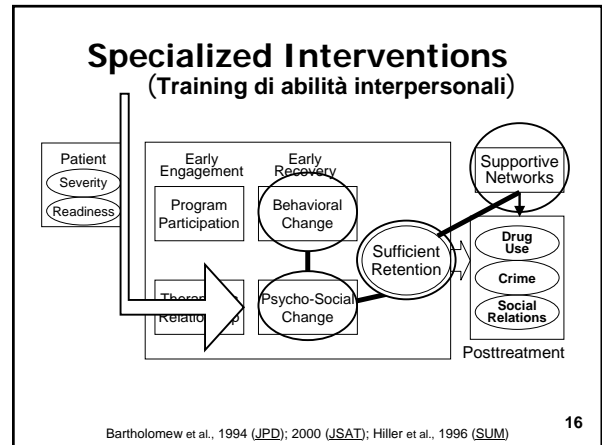 Specialized Interventions
(Training di abilità interpersonali)
Patient
Severity
Readiness
Early
Engagement
Program
Participation
Early
Recovery
Behavioral
Change
Psycho-Social
Change
Sufficient
Retention
Supportive
Networks
Drug
Use
Crime
Social
Relations
Posttreatment
Bartholomew et al., 1994 (JPD); 2000 (JSAT); Hiller et al., 1996 (SUM)
16